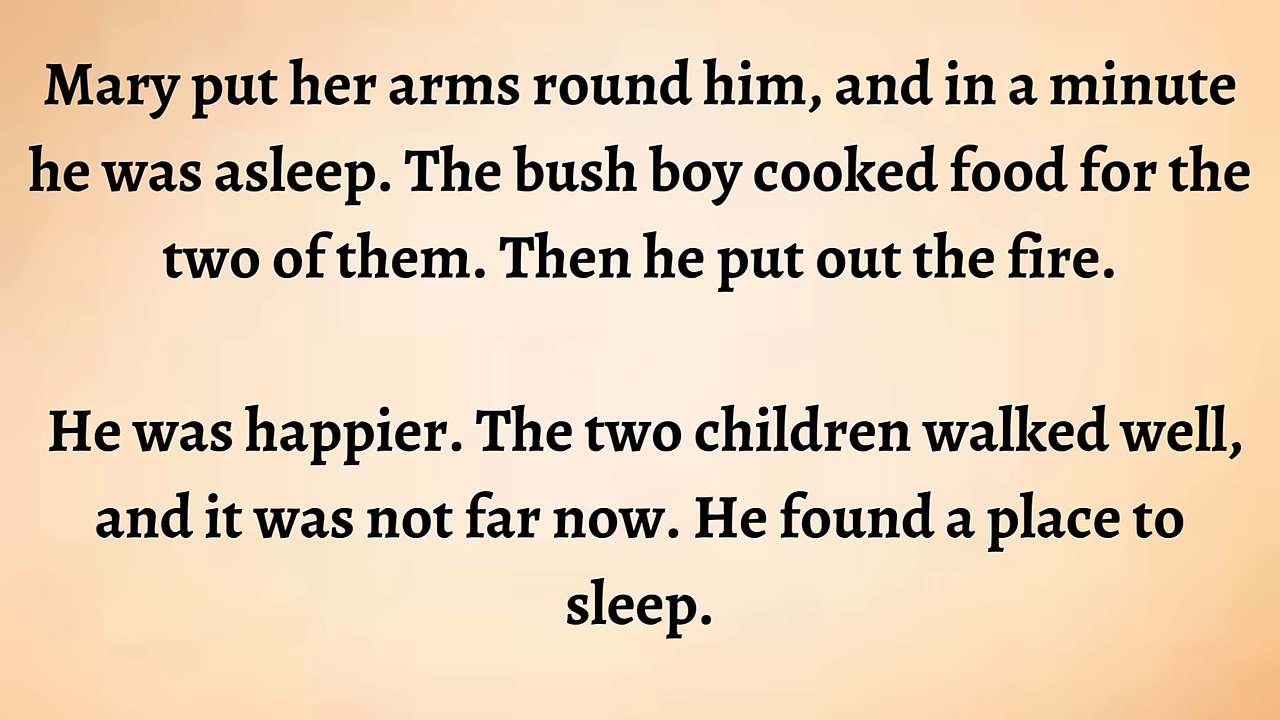 Mary put her arms round him, and in a minute
he was asleep. The bush boy cooked food for the
two of them. Then he put out the fire.
He was happier. The two children walked well,
and it was not far now. He found a place to
sleep.